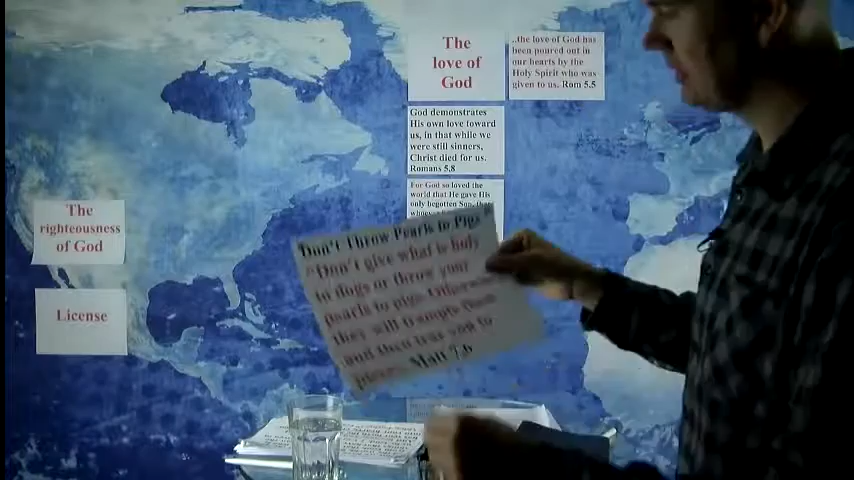 The
love of
God
..the love of God has
been poured out in
our hearts by the
Holy Spirit who was
given to us. Rom 5.5
God demonstrates
His own love toward
us, in that while we
were still sinners,
Christ died for us.
Romans 5,8
For God so loved the
world that He gave His
only begotten Son, that
The
righteousness
of God
License
Don't Throw Pearls to Pigs
"Don't give what is holy
to dogs or throw your
pearls to pigs
they will trample them
and then turn you to
pieces. Matt 7,6